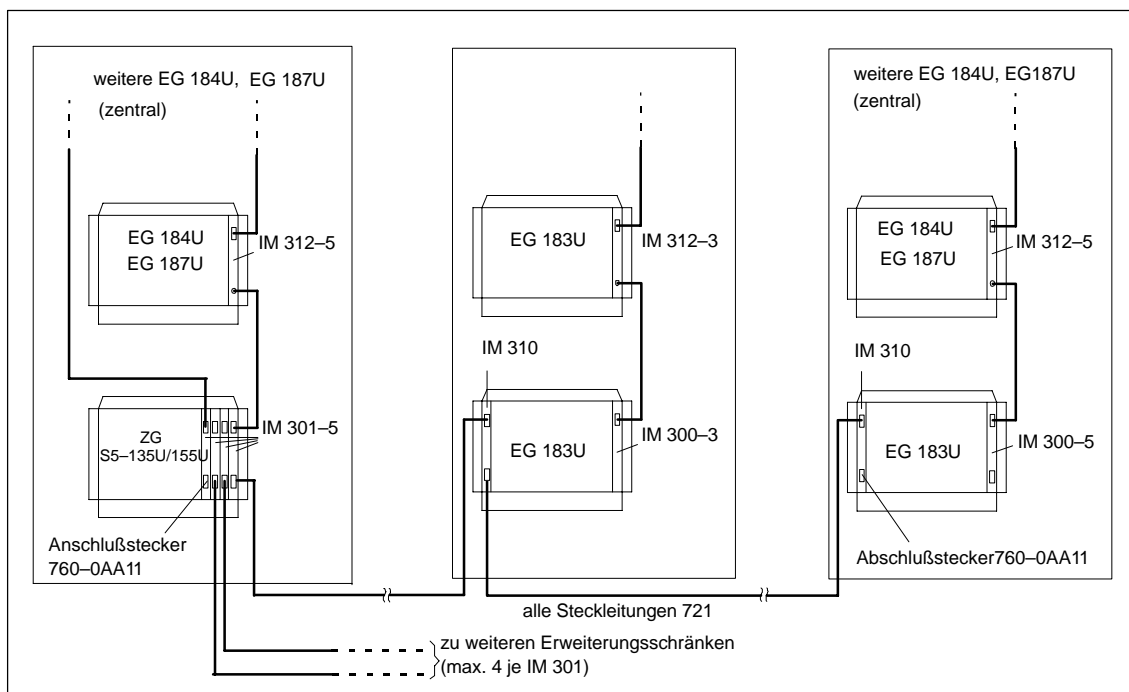 weitere EG 184U, EG 187U
(zentral)
EG 184U
EG 187U
IM 312–5
ZG
S5–135U/155U
IM 301–5
Anschlußstecker
760–0AA11
EG 183U
IM 312–3
IM 310
EG 183U
IM 300–3
weitere EG 184U, EG187U
(zentral)
EG 184U
EG 187U
IM 312–5
IM 310
EG 183U
IM 300–5
Abschlußstecker760–0AA11
alle Steckleitungen 721
zu weiteren Erweiterungsschränken
(max. 4 je IM 301)